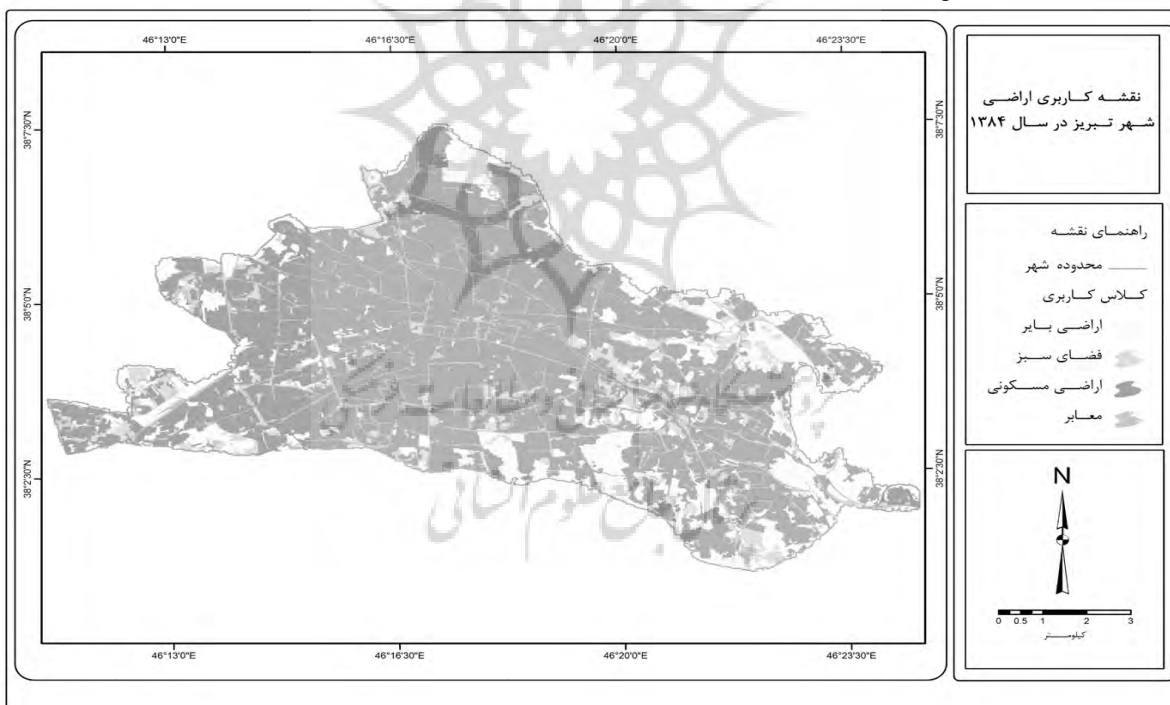 46°13'0"E 46°16'30"E 46°20'0"E 46°23'30"E
38°7'30"N 38°7'30"N
38°5'0"N 38°5'0"N
38°2'30"N 38°2'30"N
46°13'0"E 46°16'30"E 46°20'0"E 46°23'30"E
نقشه کاربری اراضی
شهر تبریز در سال ۱۳۸۴
راهنمای نقشه
محدوده شهر
کلاس کاربری
اراضی بایر
فضای سبز
اراضی مسکونی
معابر
N
0 0.5 1 2 3
کیلومتر